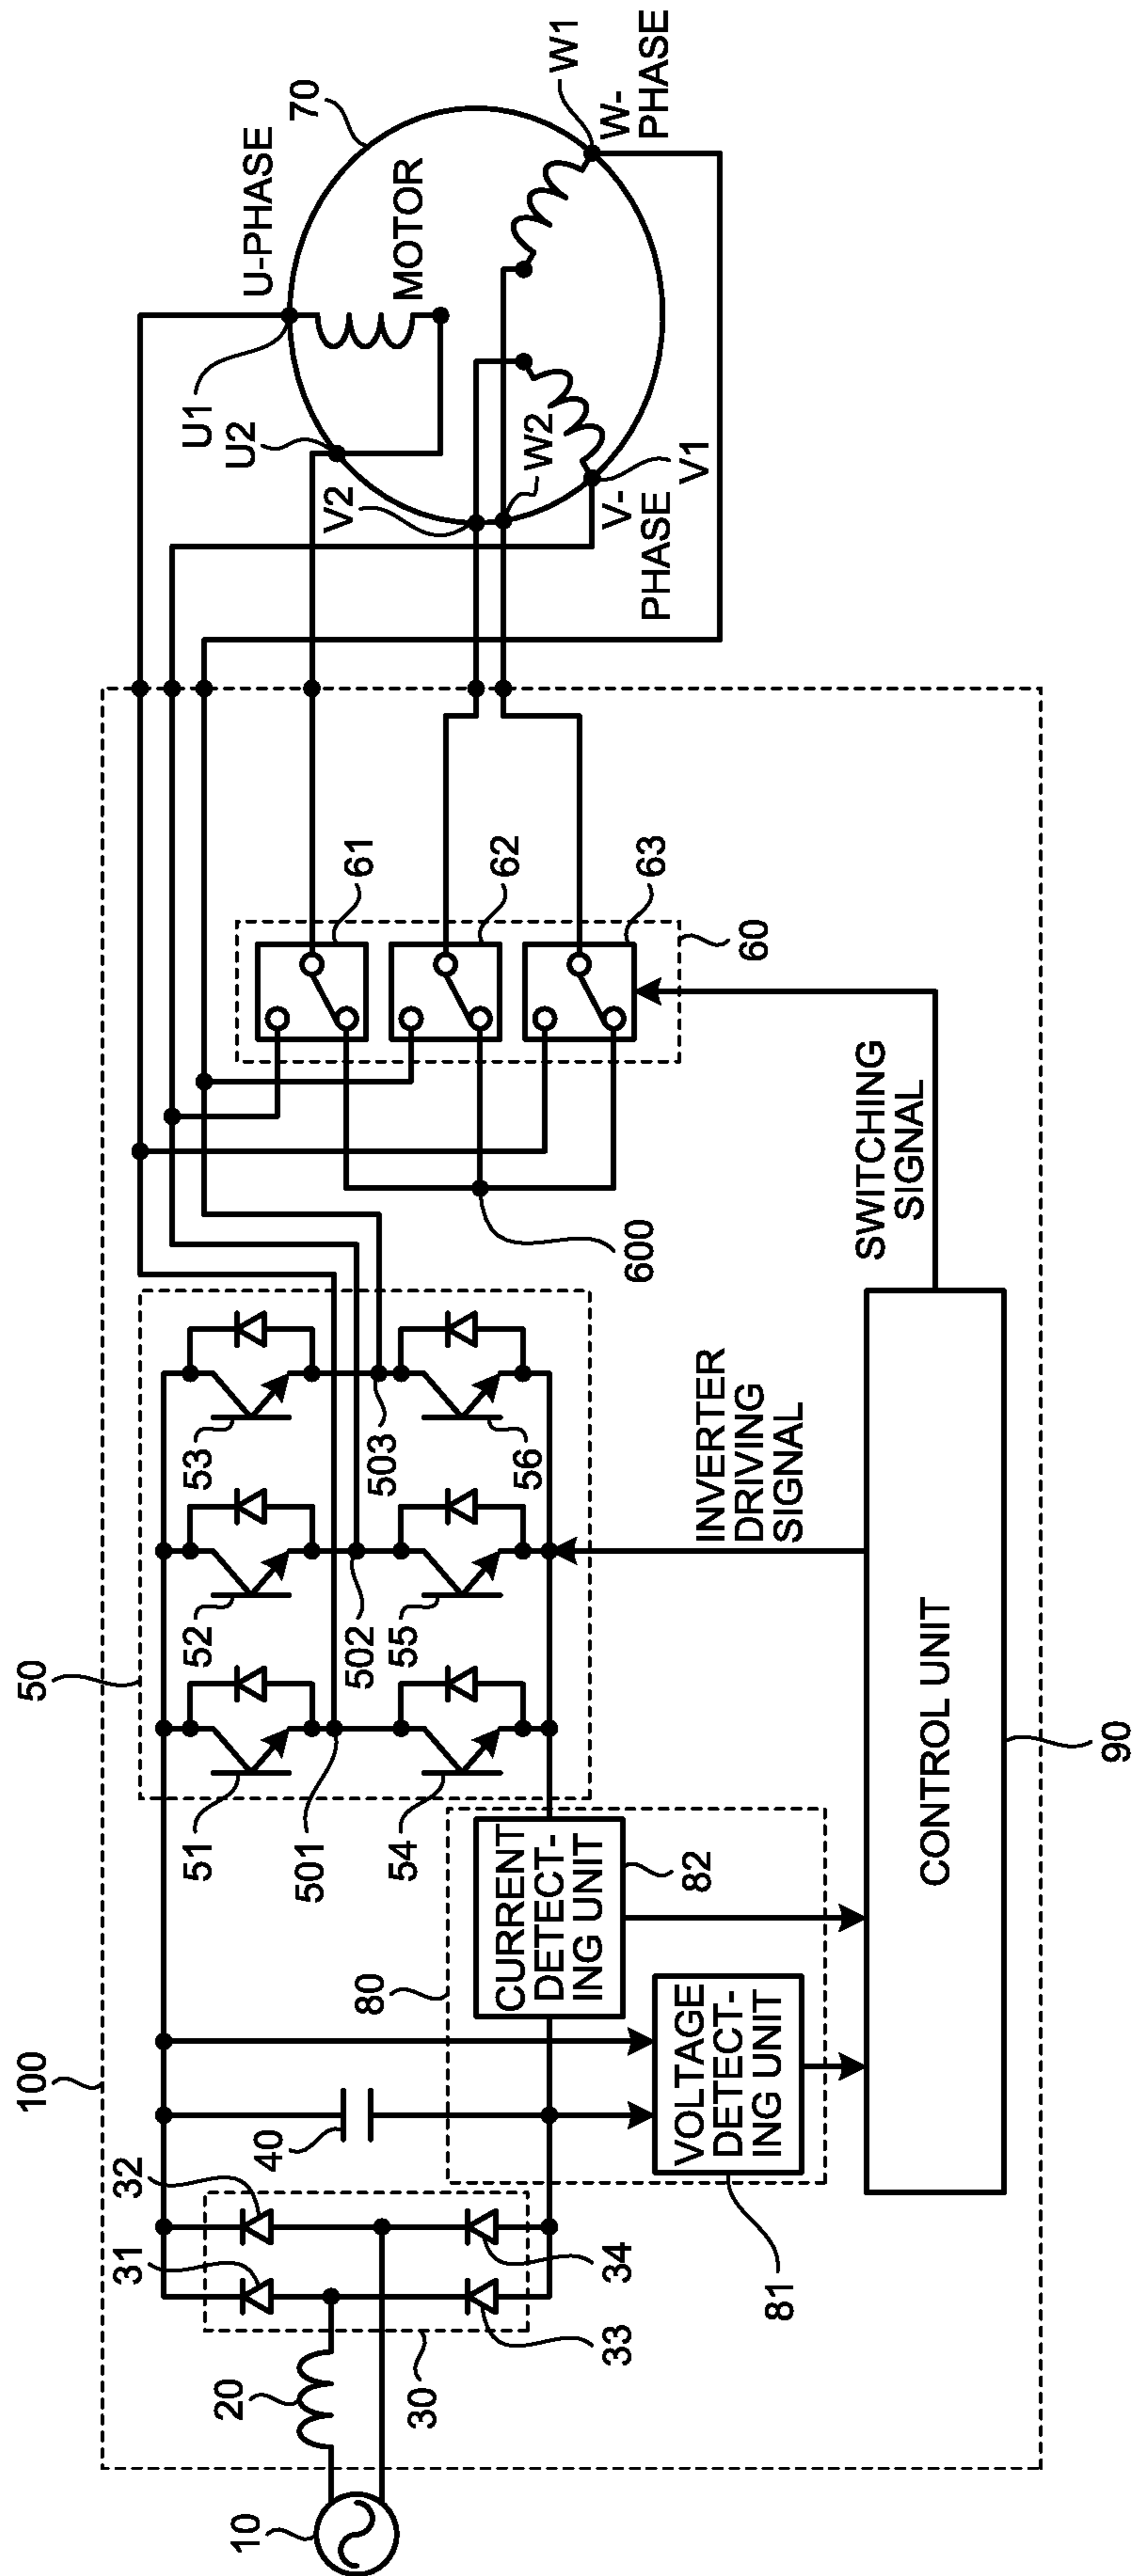 100
10
20
30
31
32
33
34
40
80
VOLTAGE
DETECT-
ING UNIT
81
CURRENT
DETECT-
ING UNIT
82
50
51
52
53
501
502
503
54
55
56
INVERTER
DRIVING
SIGNAL
CONTROL UNIT
90
SWITCHING
SIGNAL
600
60
61
62
63
U-PHASE
70
MOTOR
U1
U2
V2
W2
V-
PHASE
V1
W1
W-
PHASE